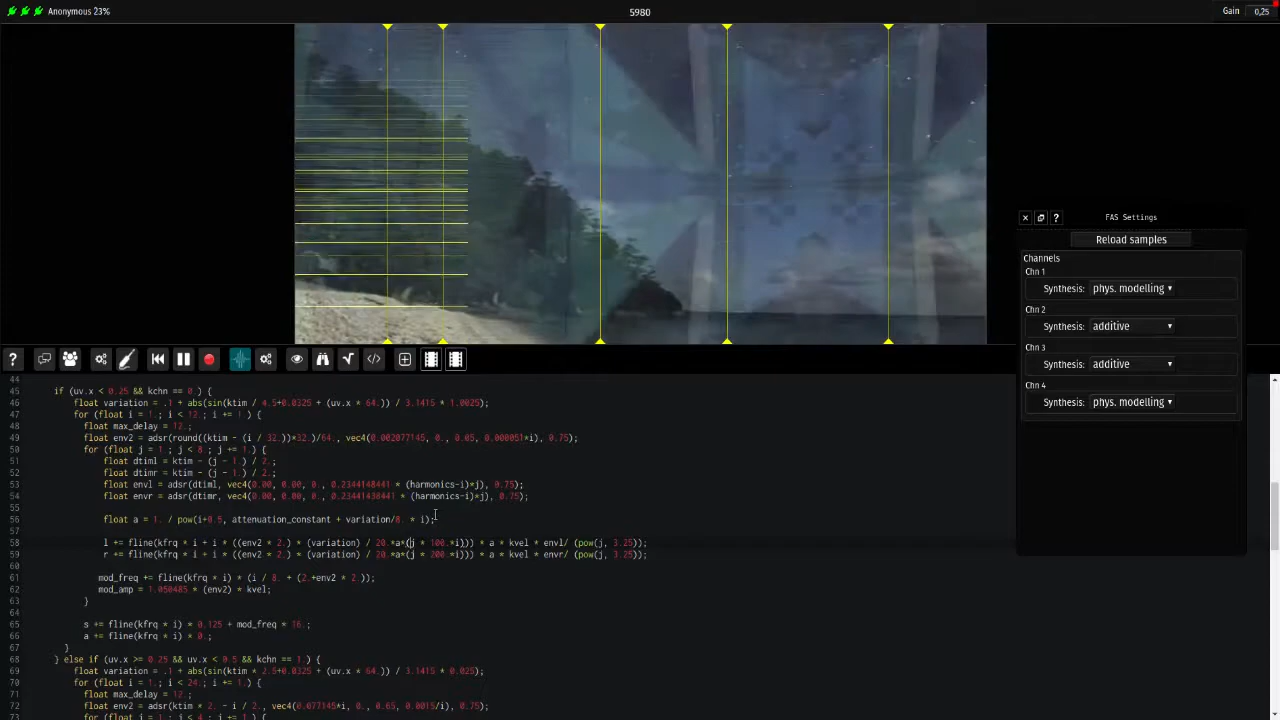 Anonymous 23%
5980
Gain 0,25
FAS Settings
Reload samples
Channels
Chn 1
Synthesis: phys. modelling
Chn 2
Synthesis: additive
Chn 3
Synthesis: additive
Chn 4
Synthesis: phys. modelling
44
45 if (uv.x < 0.25 && kchn == 0.) {
46 float variation = .1 + abs(sin(ktim / 4.5+0.0325 + (uv.x * 64.)) / 3.1415 * 1.0025);
47 for (float i = 1.; i < 12.; i += 1.) {
48 float max_delay = 12.;
49 float env2 = adsr(round((ktim - (i / 32.))*32.)/64., vec4(0.002077145, 0., 0.05, 0.000051*i), 0.75);
50 for (float j = 1.; j < 8.; j += 1.) {
51 float dtiml = ktim - (j - 1.) / 2.;
52 float dtimr = ktim - (j - 1.) / 2.;
53 float envl = adsr(dtiml, vec4(0.00, 0.00, 0., 0.2344148441 * (harmonics-i)*j), 0.75);
54 float envr = adsr(dtimr, vec4(0.00, 0.00, 0., 0.23441438441 * (harmonics-i)*j), 0.75);
55
56 float a = 1. / pow(i+0.5, attenuation_constant + variation/8. * i);
57
58 l += fline(kfrq * i + i * ((env2 * 2.) * (variation) / 20.*a*(j * 100.*i))) * a * kvel * envl/ (pow(j, 3.25));
59 r += fline(kfrq * i + i * ((env2 * 2.) * (variation) / 20.*a*(j * 200.*i))) * a * kvel * envr/ (pow(j, 3.25));
60
61 mod_freq += fline(kfrq * i) * (i / 8. + (2.+env2 * 2.));
62 mod_amp = 1.050485 * (env2) * kvel;
63 }
64
65 s += fline(kfrq * i) * 0.125 + mod_freq * 16.;
66 a += fline(kfrq * i) * 0.;
67 }
68 } else if (uv.x >= 0.25 && uv.x < 0.5 && kchn == 1.) {
69 float variation = .1 + abs(sin(ktim * 2.5+0.0325 + (uv.x * 64.)) / 3.1415 * 0.025);
70 for (float i = 1.; i < 24.; i += 1.) {
71 float max_delay = 12.;
72 float env2 = adsr(ktim * 2. - i / 2., vec4(0.077145*i, 0., 0.65, 0.0015/i), 0.75);
73 for (float j = 1.; j < 4.; j += 1.) {